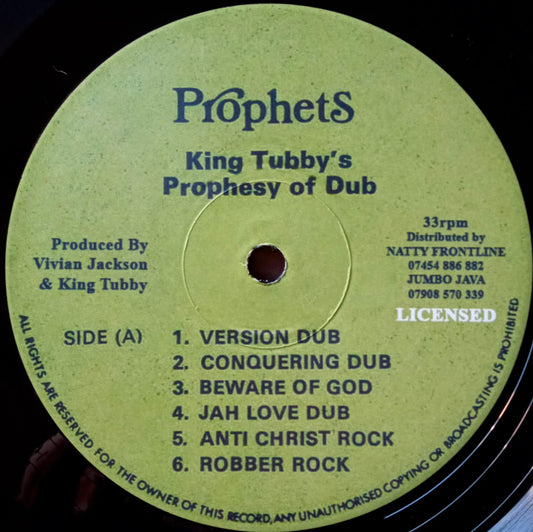 Prophets
King Tubby's
Prophesy of Dub
Produced By
Vivian Jackson
& King Tubby
33rpm
Distributed by
NATTY FRONTLINE
07454 886 882
JUMBO JAVA
07908 570 339
LICENSED
SIDE (A)
1. VERSION DUB
2. CONQUERING DUB
3. BEWARE OF GOD
4. JAH LOVE DUB
5. ANTI CHRIST ROCK
6. ROBBER ROCK
ALL RIGHTS ARE RESERVED FOR THE OWNER OF THIS RECORD, ANY UNAUTHORISED COPYING OR BROADCASTING IS PROHIBITED